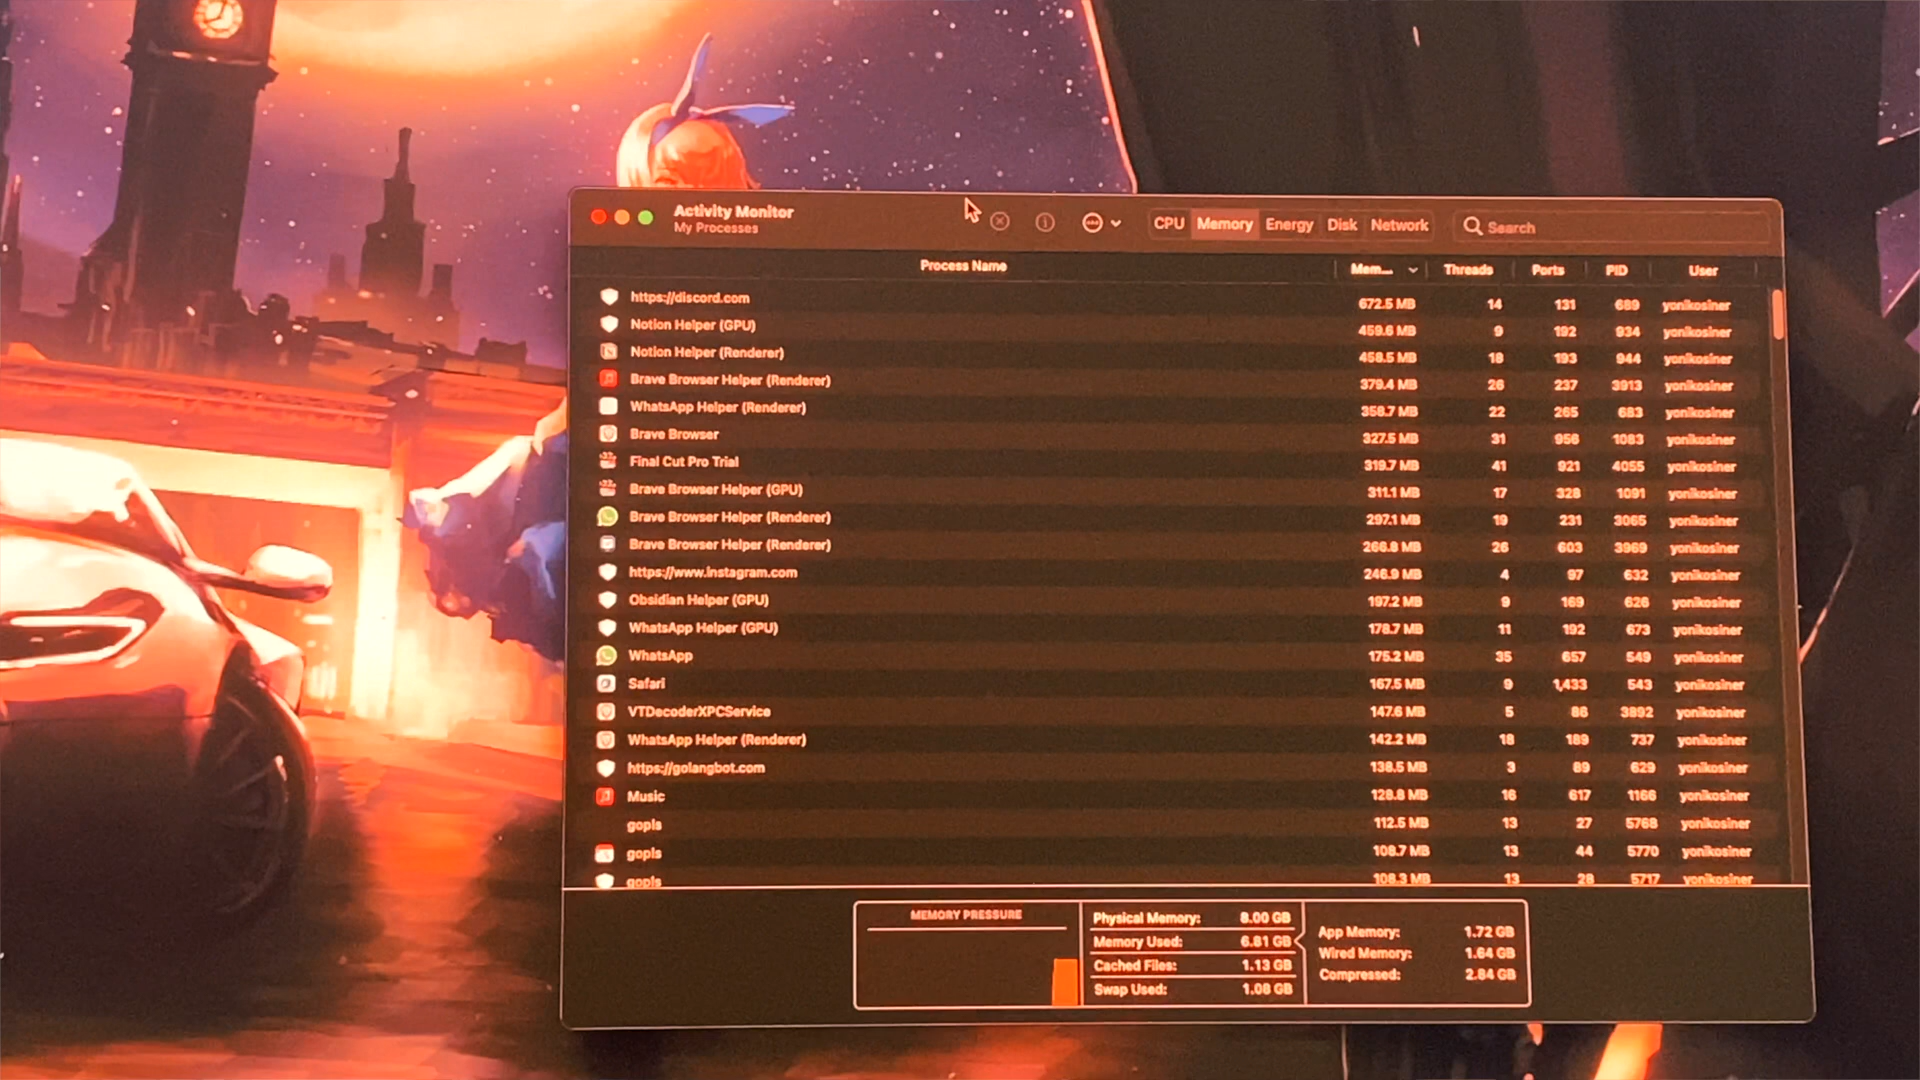 Activity Monitor
My Processes
CPU Memory Energy Disk Network Search
Process Name Mem... Threads Ports PID User
https://discord.com 672.5 MB 14 131 689 yonikosiner
Notion Helper (GPU) 459.6 MB 9 192 934 yonikosiner
Notion Helper (Renderer) 458.5 MB 18 193 944 yonikosiner
Brave Browser Helper (Renderer) 379.4 MB 26 237 3913 yonikosiner
WhatsApp Helper (Renderer) 358.7 MB 22 265 683 yonikosiner
Brave Browser 327.5 MB 31 956 1083 yonikosiner
Final Cut Pro Trial 319.7 MB 41 921 4055 yonikosiner
Brave Browser Helper (GPU) 311.1 MB 17 328 1091 yonikosiner
Brave Browser Helper (Renderer) 297.1 MB 19 231 3065 yonikosiner
Brave Browser Helper (Renderer) 266.8 MB 26 603 3969 yonikosiner
https://www.instagram.com 246.9 MB 4 97 632 yonikosiner
Obsidian Helper (GPU) 197.2 MB 9 169 626 yonikosiner
WhatsApp Helper (GPU) 178.7 MB 11 192 673 yonikosiner
WhatsApp 175.2 MB 35 657 549 yonikosiner
Safari 167.5 MB 9 1,433 543 yonikosiner
VTDecoderXPCService 147.6 MB 5 86 3892 yonikosiner
WhatsApp Helper (Renderer) 142.2 MB 18 189 737 yonikosiner
https://golangbot.com 138.5 MB 3 89 629 yonikosiner
Music 129.8 MB 16 617 1166 yonikosiner
gopls 112.5 MB 13 27 5768 yonikosiner
gopls 108.7 MB 13 44 5770 yonikosiner
gopls 108.3 MB 13 28 5717 yonikosiner
MEMORY PRESSURE
Physical Memory: 8.00 GB
Memory Used: 6.81 GB
Cached Files: 1.13 GB
Swap Used: 1.08 GB
App Memory: 1.72 GB
Wired Memory: 1.64 GB
Compressed: 2.84 GB